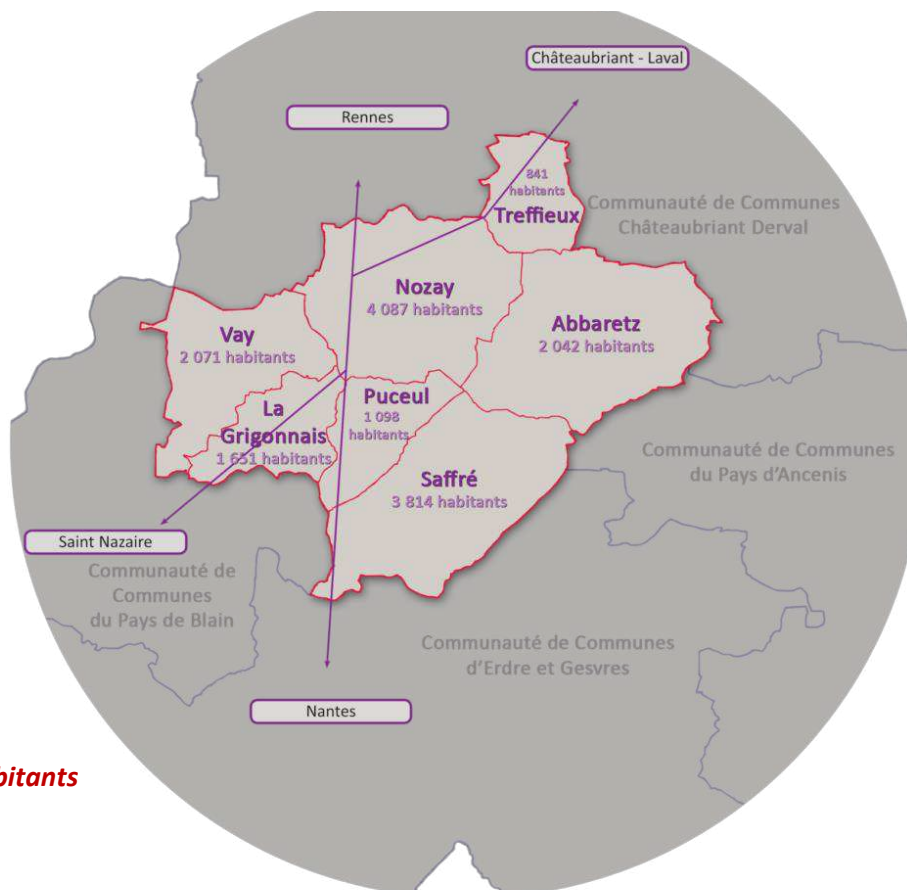 Châteaubriant - Laval
Rennes
841
habitants
Treffieux
Communauté de Communes
Châteaubriant Derval
Nozay
4 087 habitants
Abbaretz
2 042 habitants
Vay
2 071 habitants
La
Grigonnais
1 651 habitants
Puceul
1 098
habitants
Communauté de Communes
du Pays d'Ancenis
Saffré
3 814 habitants
Saint Nazaire
Communauté de
Communes
du Pays de Blain
Communauté de Communes
d'Erdre et Gesvres
Nantes
bitants